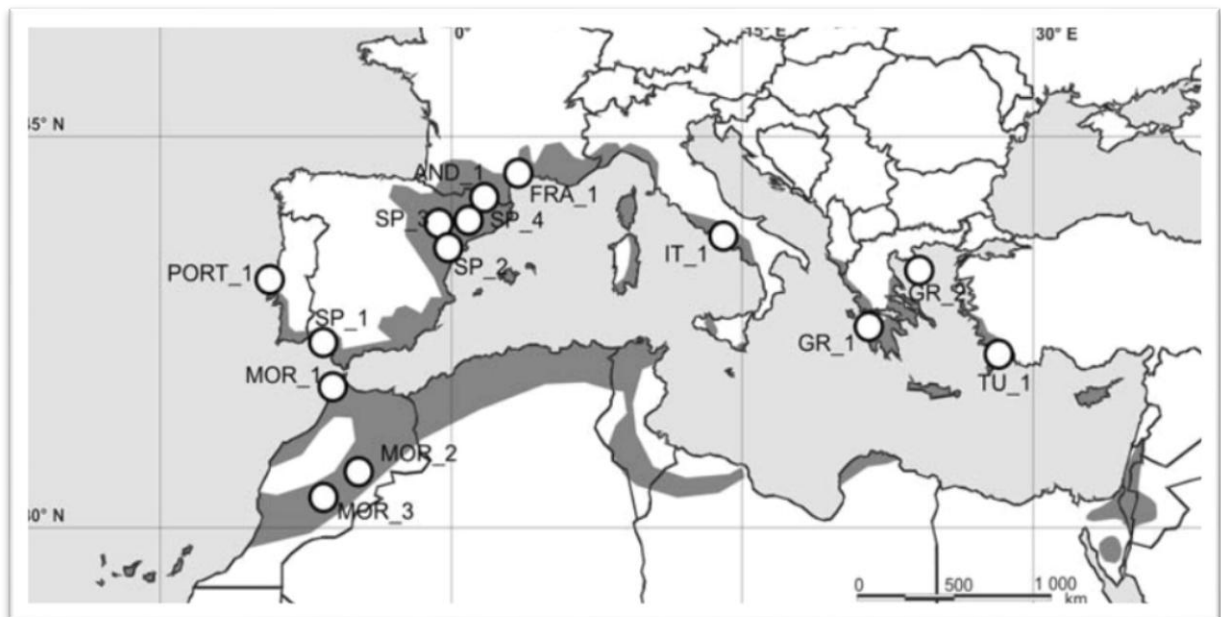 0°
15° E
30° E
45° N
AND_1
FRA_1
SP_3
SP_4
IT_1
SP_2
PORT_1
GR_2
SP_1
GR_1
MOR_1
TU_1
MOR_2
MOR_3
30° N
0
500
1 000
km